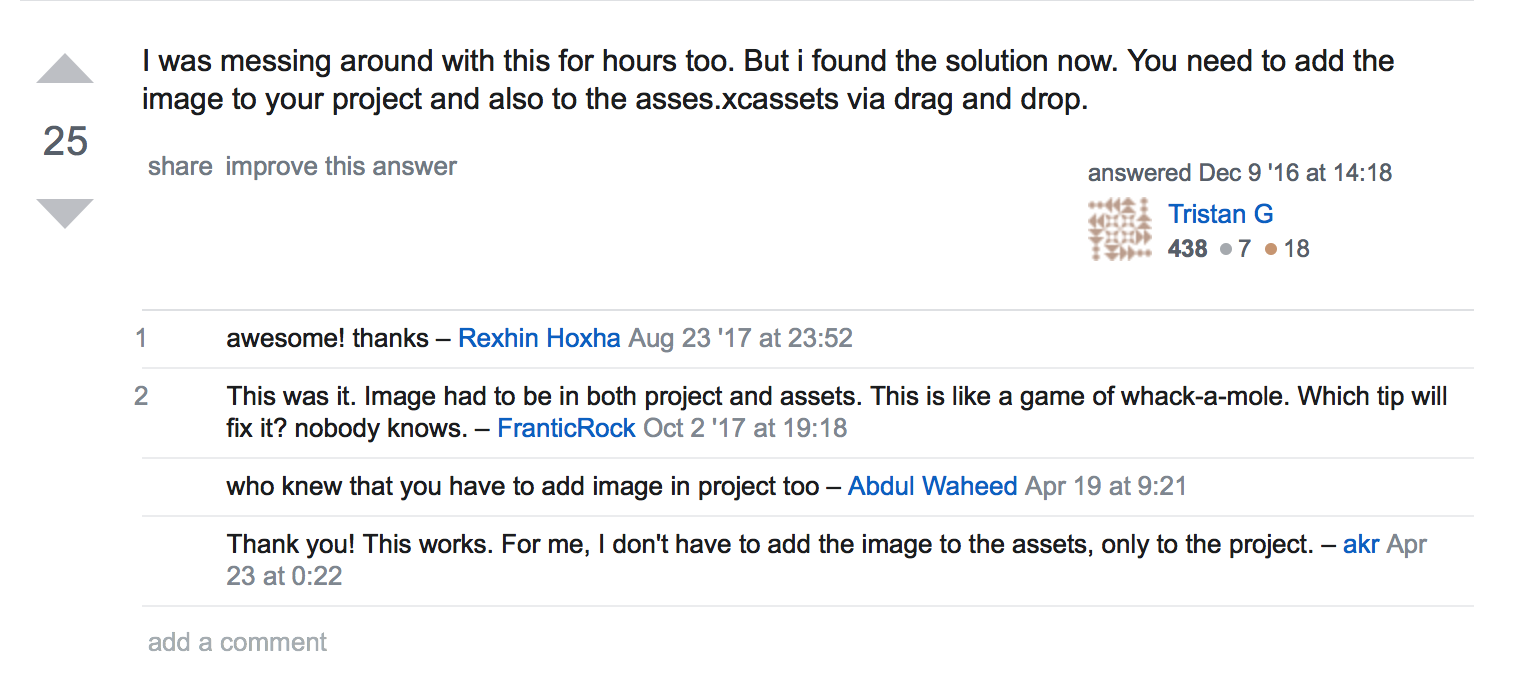 I was messing around with this for hours too. But i found the solution now. You need to add the
image to your project and also to the asses.xcassets via drag and drop.
25
share improve this answer
answered Dec 9 '16 at 14:18
Tristan G
438 7 18
1 awesome! thanks – Rexhin Hoxha Aug 23 '17 at 23:52
2 This was it. Image had to be in both project and assets. This is like a game of whack-a-mole. Which tip will
fix it? nobody knows. – FranticRock Oct 2 '17 at 19:18
who knew that you have to add image in project too – Abdul Waheed Apr 19 at 9:21
Thank you! This works. For me, I don't have to add the image to the assets, only to the project. – akr Apr
23 at 0:22
add a comment